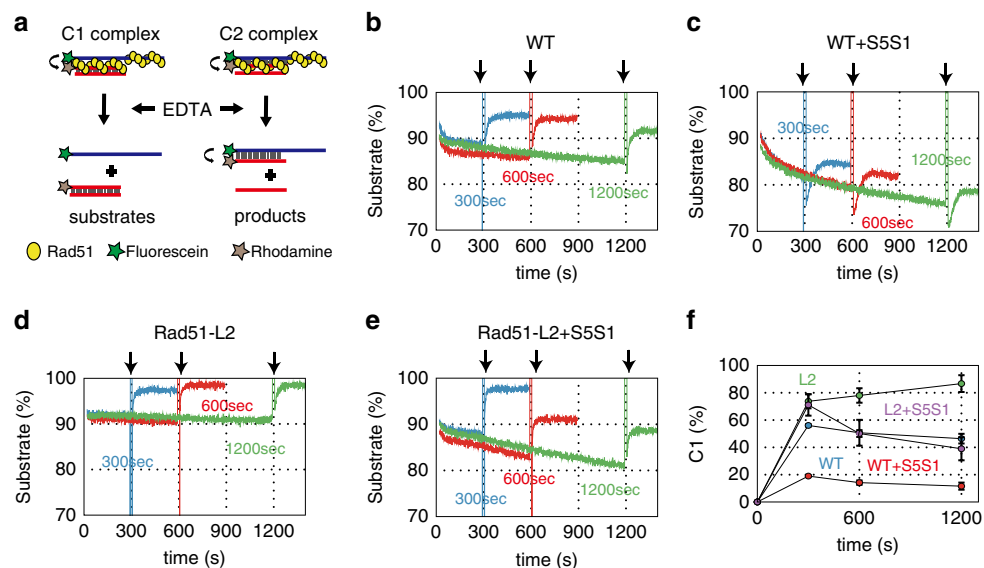 a
C1 complex
C2 complex
EDTA
substrates
products
Rad51
Fluorescein
Rhodamine
b
WT
Substrate (%)
100
90
80
70
300sec
600sec
1200sec
0 300 600 900 1200
time (s)
c
WT+S5S1
Substrate (%)
100
90
80
70
300sec
600sec
1200sec
0 300 600 900 1200
time (s)
d
Rad51-L2
Substrate (%)
100
90
80
70
300sec
600sec
1200sec
0 300 600 900 1200
time (s)
e
Rad51-L2+S5S1
Substrate (%)
100
90
80
70
300sec
600sec
1200sec
0 300 600 900 1200
time (s)
f
C1 (%)
100
80
60
40
20
0
L2
L2+S5S1
WT
WT+S5S1
0 600 1200
time (s)